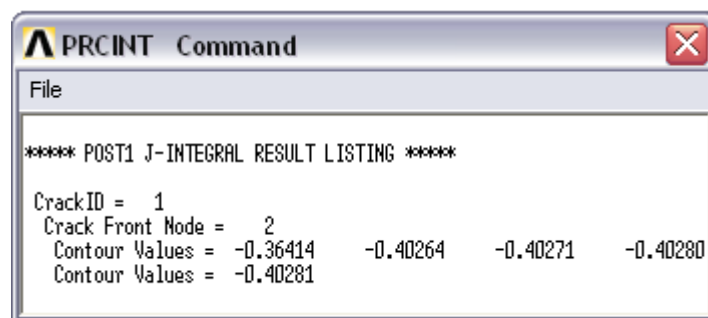 PRCINT Command
File
***** POST1 J-INTEGRAL RESULT LISTING *****
CrackID = 1
Crack Front Node = 2
Contour Values = -0.36414 -0.40264 -0.40271 -0.40280
Contour Values = -0.40281